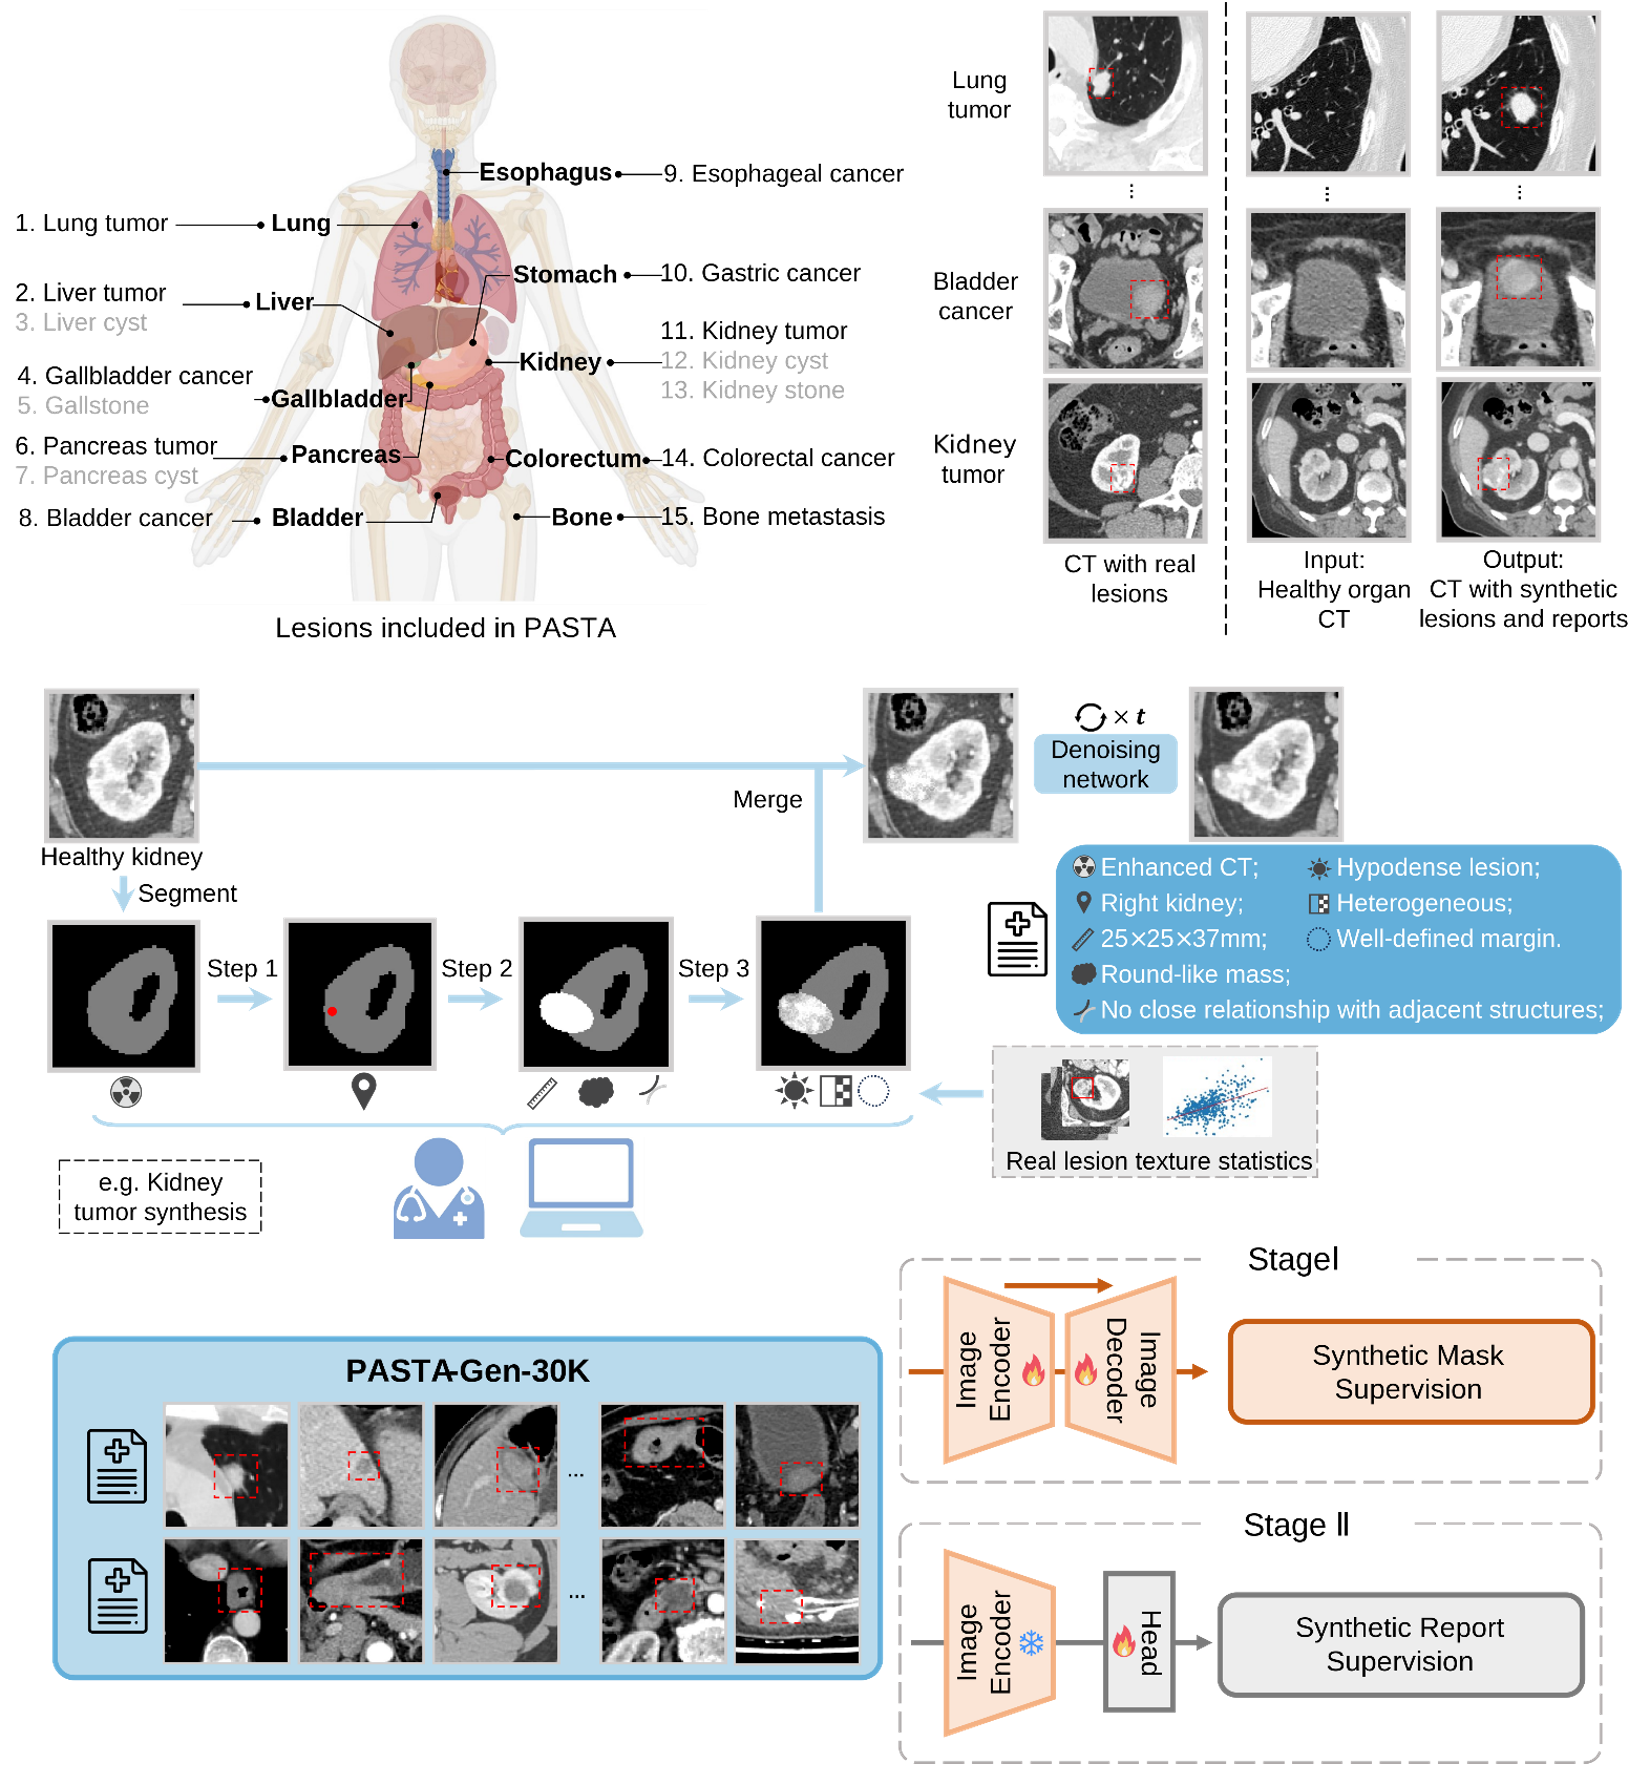 Esophagus
9. Esophageal cancer
1. Lung tumor
Lung
Stomach
10. Gastric cancer
2. Liver tumor
3. Liver cyst
Liver
11. Kidney tumor
12. Kidney cyst
13. Kidney stone
Kidney
4. Gallbladder cancer
5. Gallstone
Gallbladder
6. Pancreas tumor
7. Pancreas cyst
Pancreas
Colorectum
14. Colorectal cancer
8. Bladder cancer
Bladder
Bone
15. Bone metastasis
Lesions included in PASTA
Lung
tumor
...
...
...
Bladder
cancer
Kidney
tumor
CT with real
lesions
Input:
Healthy organ
CT
Output:
CT with synthetic
lesions and reports
Healthy kidney
Segment
Merge
× t
Denoising
network
Step 1
Step 2
Step 3
Enhanced CT;
Hypodense lesion;
Right kidney;
Heterogeneous;
25×25×37mm;
Well-defined margin.
Round-like mass;
No close relationship with adjacent structures;
Real lesion texture statistics
e.g. Kidney
tumor synthesis
PASTA-Gen-30K
...
...
StageⅠ
Image
Encoder
Image
Decoder
Synthetic Mask
Supervision
Stage Ⅱ
Image
Encoder
Head
Synthetic Report
Supervision